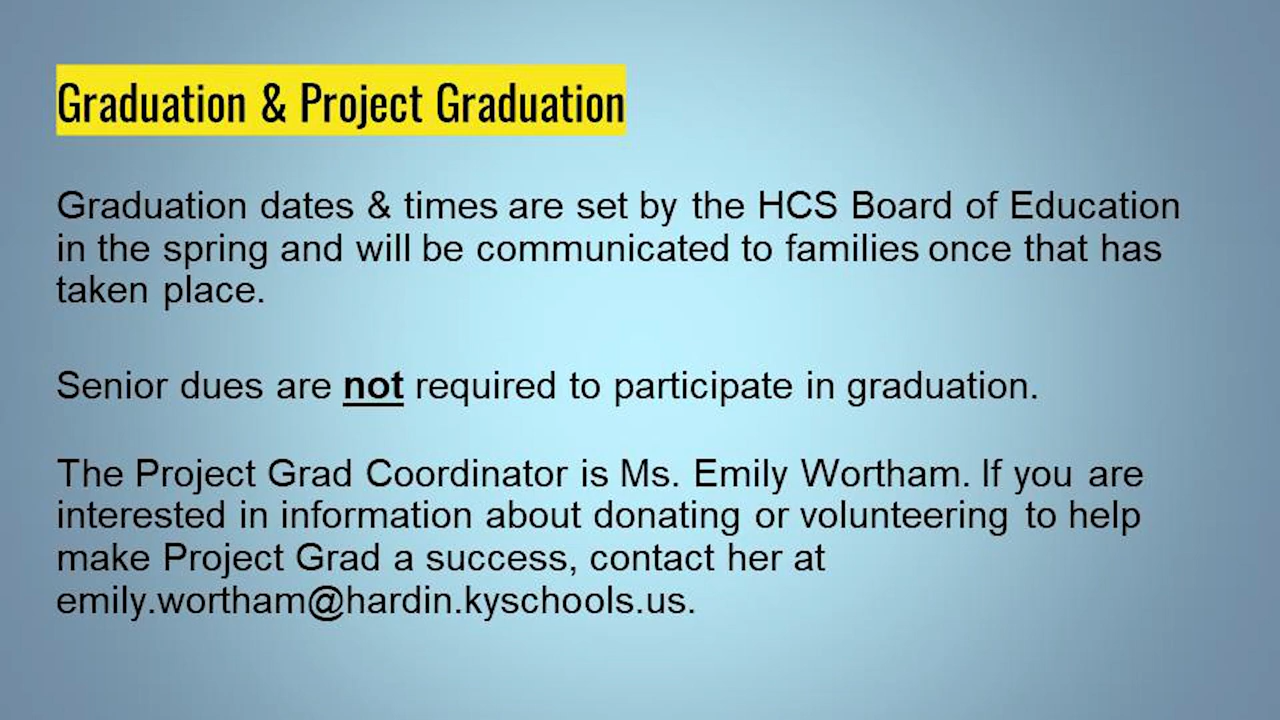 Graduation & Project Graduation
Graduation dates & times are set by the HCS Board of Education
in the spring and will be communicated to families once that has
taken place.
Senior dues are not required to participate in graduation.
The Project Grad Coordinator is Ms. Emily Wortham. If you are
interested in information about donating or volunteering to help
make Project Grad a success, contact her at
emily.wortham@hardin.kyschools.us.